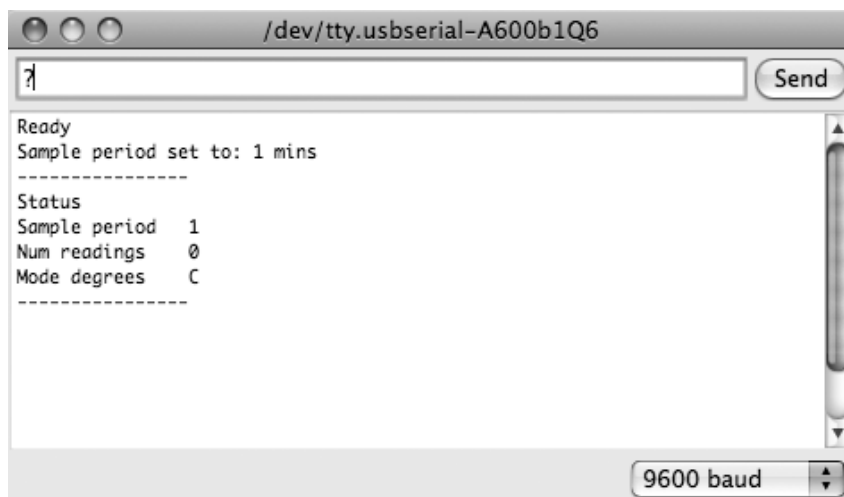 /dev/tty.usbserial-A600b1Q6
?
Send
Ready
Sample period set to: 1 mins
----------------
Status
Sample period 1
Num readings 0
Mode degrees C
----------------
9600 baud